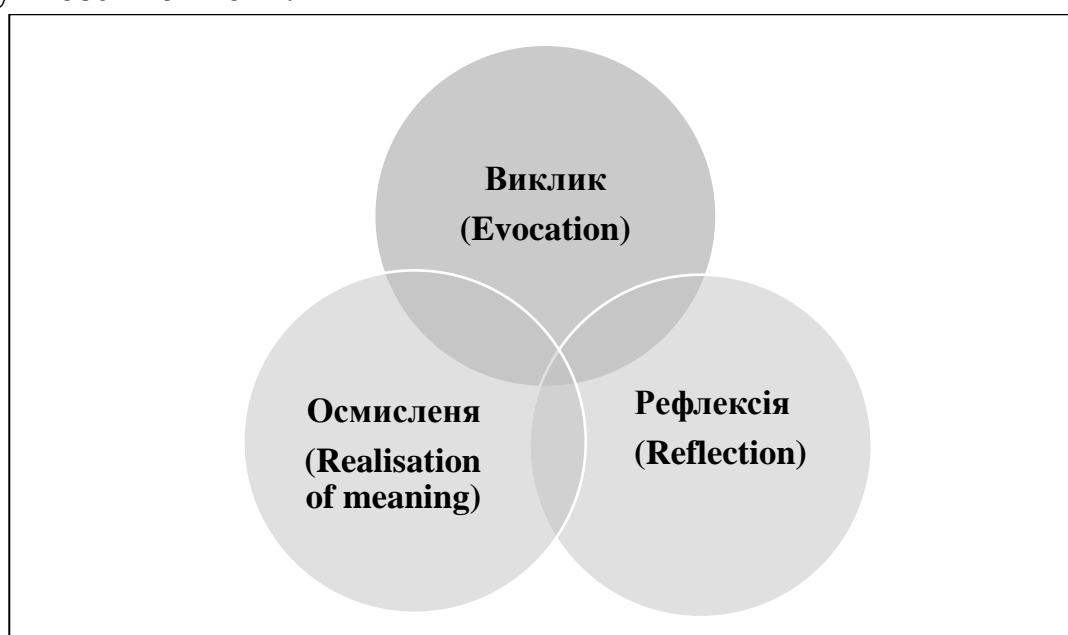 Виклик
(Evocation)
Осмисленя
(Realisation
of meaning)
Рефлексія
(Reflection)